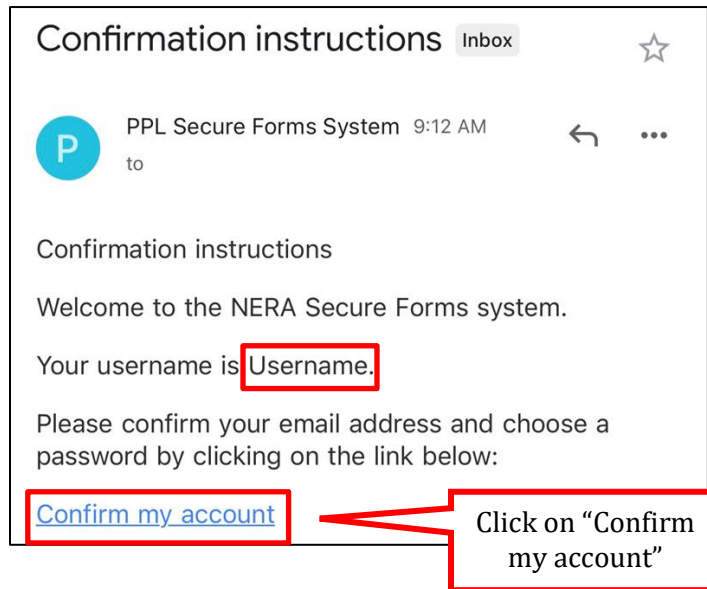 Confirmation instructions Inbox
P
PPL Secure Forms System 9:12 AM
to
Confirmation instructions
Welcome to the NERA Secure Forms system.
Your username is Username.
Please confirm your email address and choose a
password by clicking on the link below:
Confirm my account
Click on “Confirm
my account”